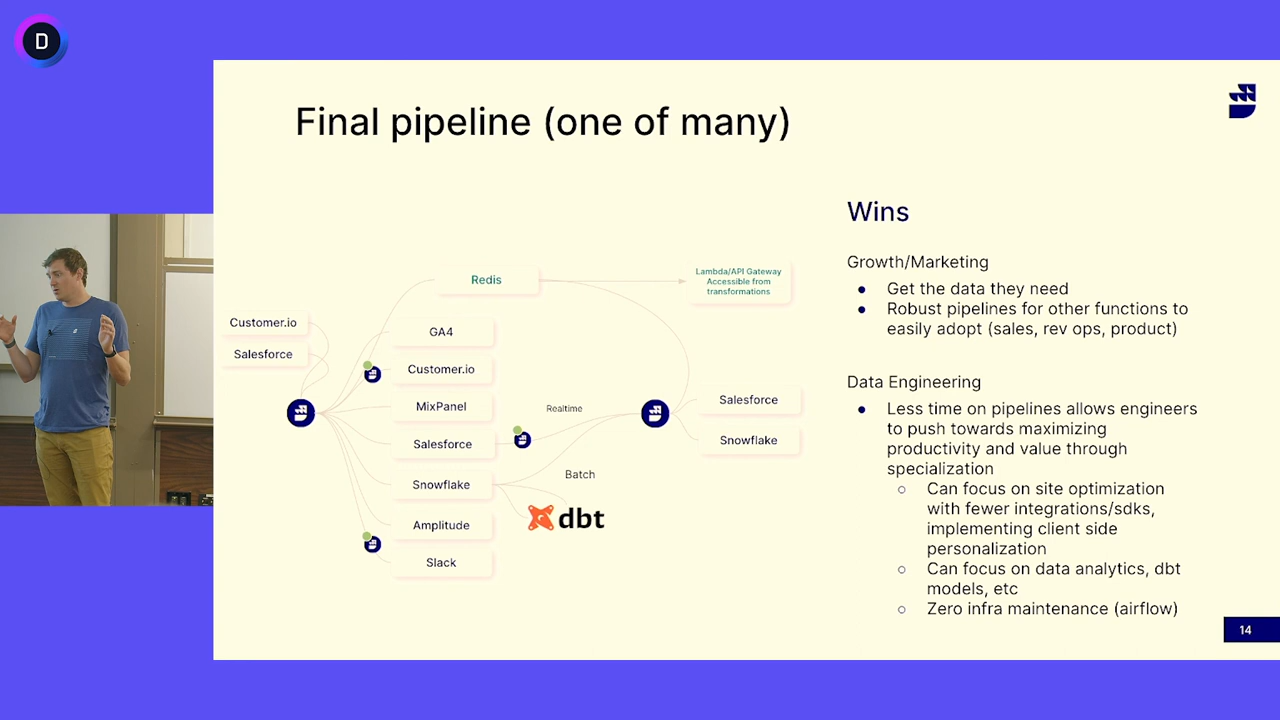 D
Final pipeline (one of many)
Wins
Growth/Marketing
Get the data they need
Robust pipelines for other functions to
easily adopt (sales, rev ops, product)
Data Engineering
Less time on pipelines allows engineers
to push towards maximizing
productivity and value through
specialization
Can focus on site optimization
with fewer integrations/sdks,
implementing client side
personalization
Can focus on data analytics, dbt
models, etc
Zero infra maintenance (airflow)
Customer.io
Salesforce
Redis
GA4
Customer.io
MixPanel
Salesforce
Snowflake
Amplitude
Slack
Realtime
Batch
dbt
Lambda/API Gateway
Accessible from
transformations
Salesforce
Snowflake
14